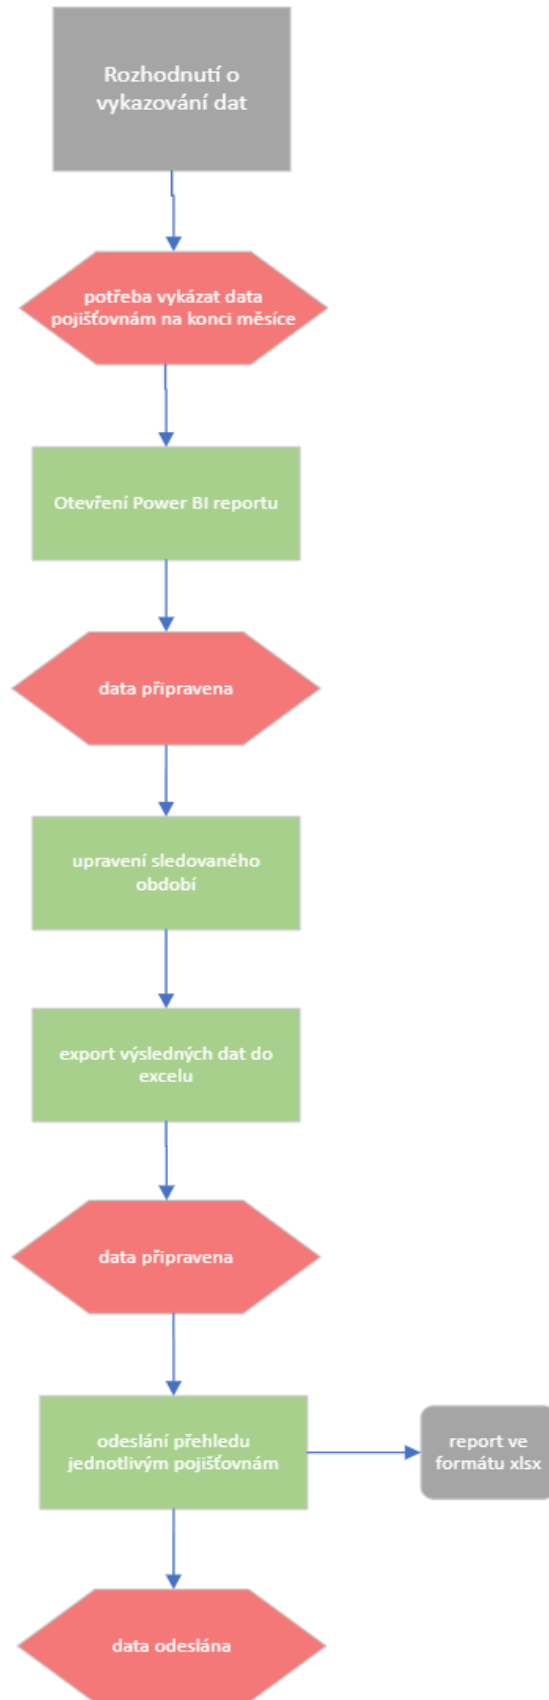 Rozhodnutí o
vykazování dat
potřeba vykázat data
pojišťovnám na konci měsíce
Otevření Power BI reportu
data připravena
upravení sledovaného
období
export výsledných dat do
excelu
data připravena
odeslání přehledu
jednotlivým pojišťovnám
report ve
formátu xlsx
data odeslána